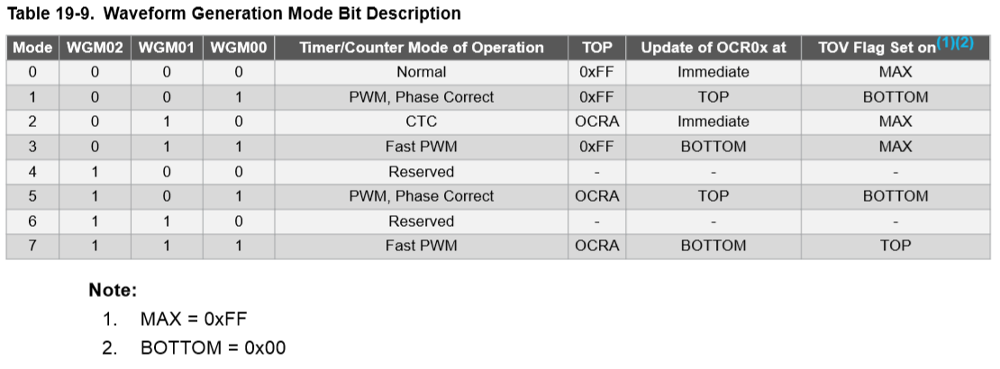 Table 19-9. Waveform Generation Mode Bit Description
Mode WGM02 WGM01 WGM00 Timer/Counter Mode of Operation TOP Update of OCR0x at TOV Flag Set on(1)(2)
0 0 0 0 Normal 0xFF Immediate MAX
1 0 0 1 PWM, Phase Correct 0xFF TOP BOTTOM
2 0 1 0 CTC OCRA Immediate MAX
3 0 1 1 Fast PWM 0xFF BOTTOM MAX
4 1 0 0 Reserved - - -
5 1 0 1 PWM, Phase Correct OCRA TOP BOTTOM
6 1 1 0 Reserved - - -
7 1 1 1 Fast PWM OCRA BOTTOM TOP
Note:
1. MAX = 0xFF
2. BOTTOM = 0x00